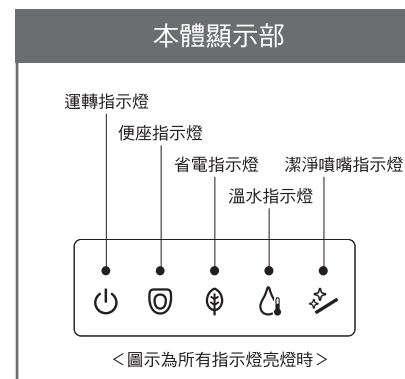 本體顯示部
運轉指示燈
便座指示燈
省電指示燈 潔淨噴嘴指示燈
溫水指示燈
＜圖示為所有指示燈亮燈時＞